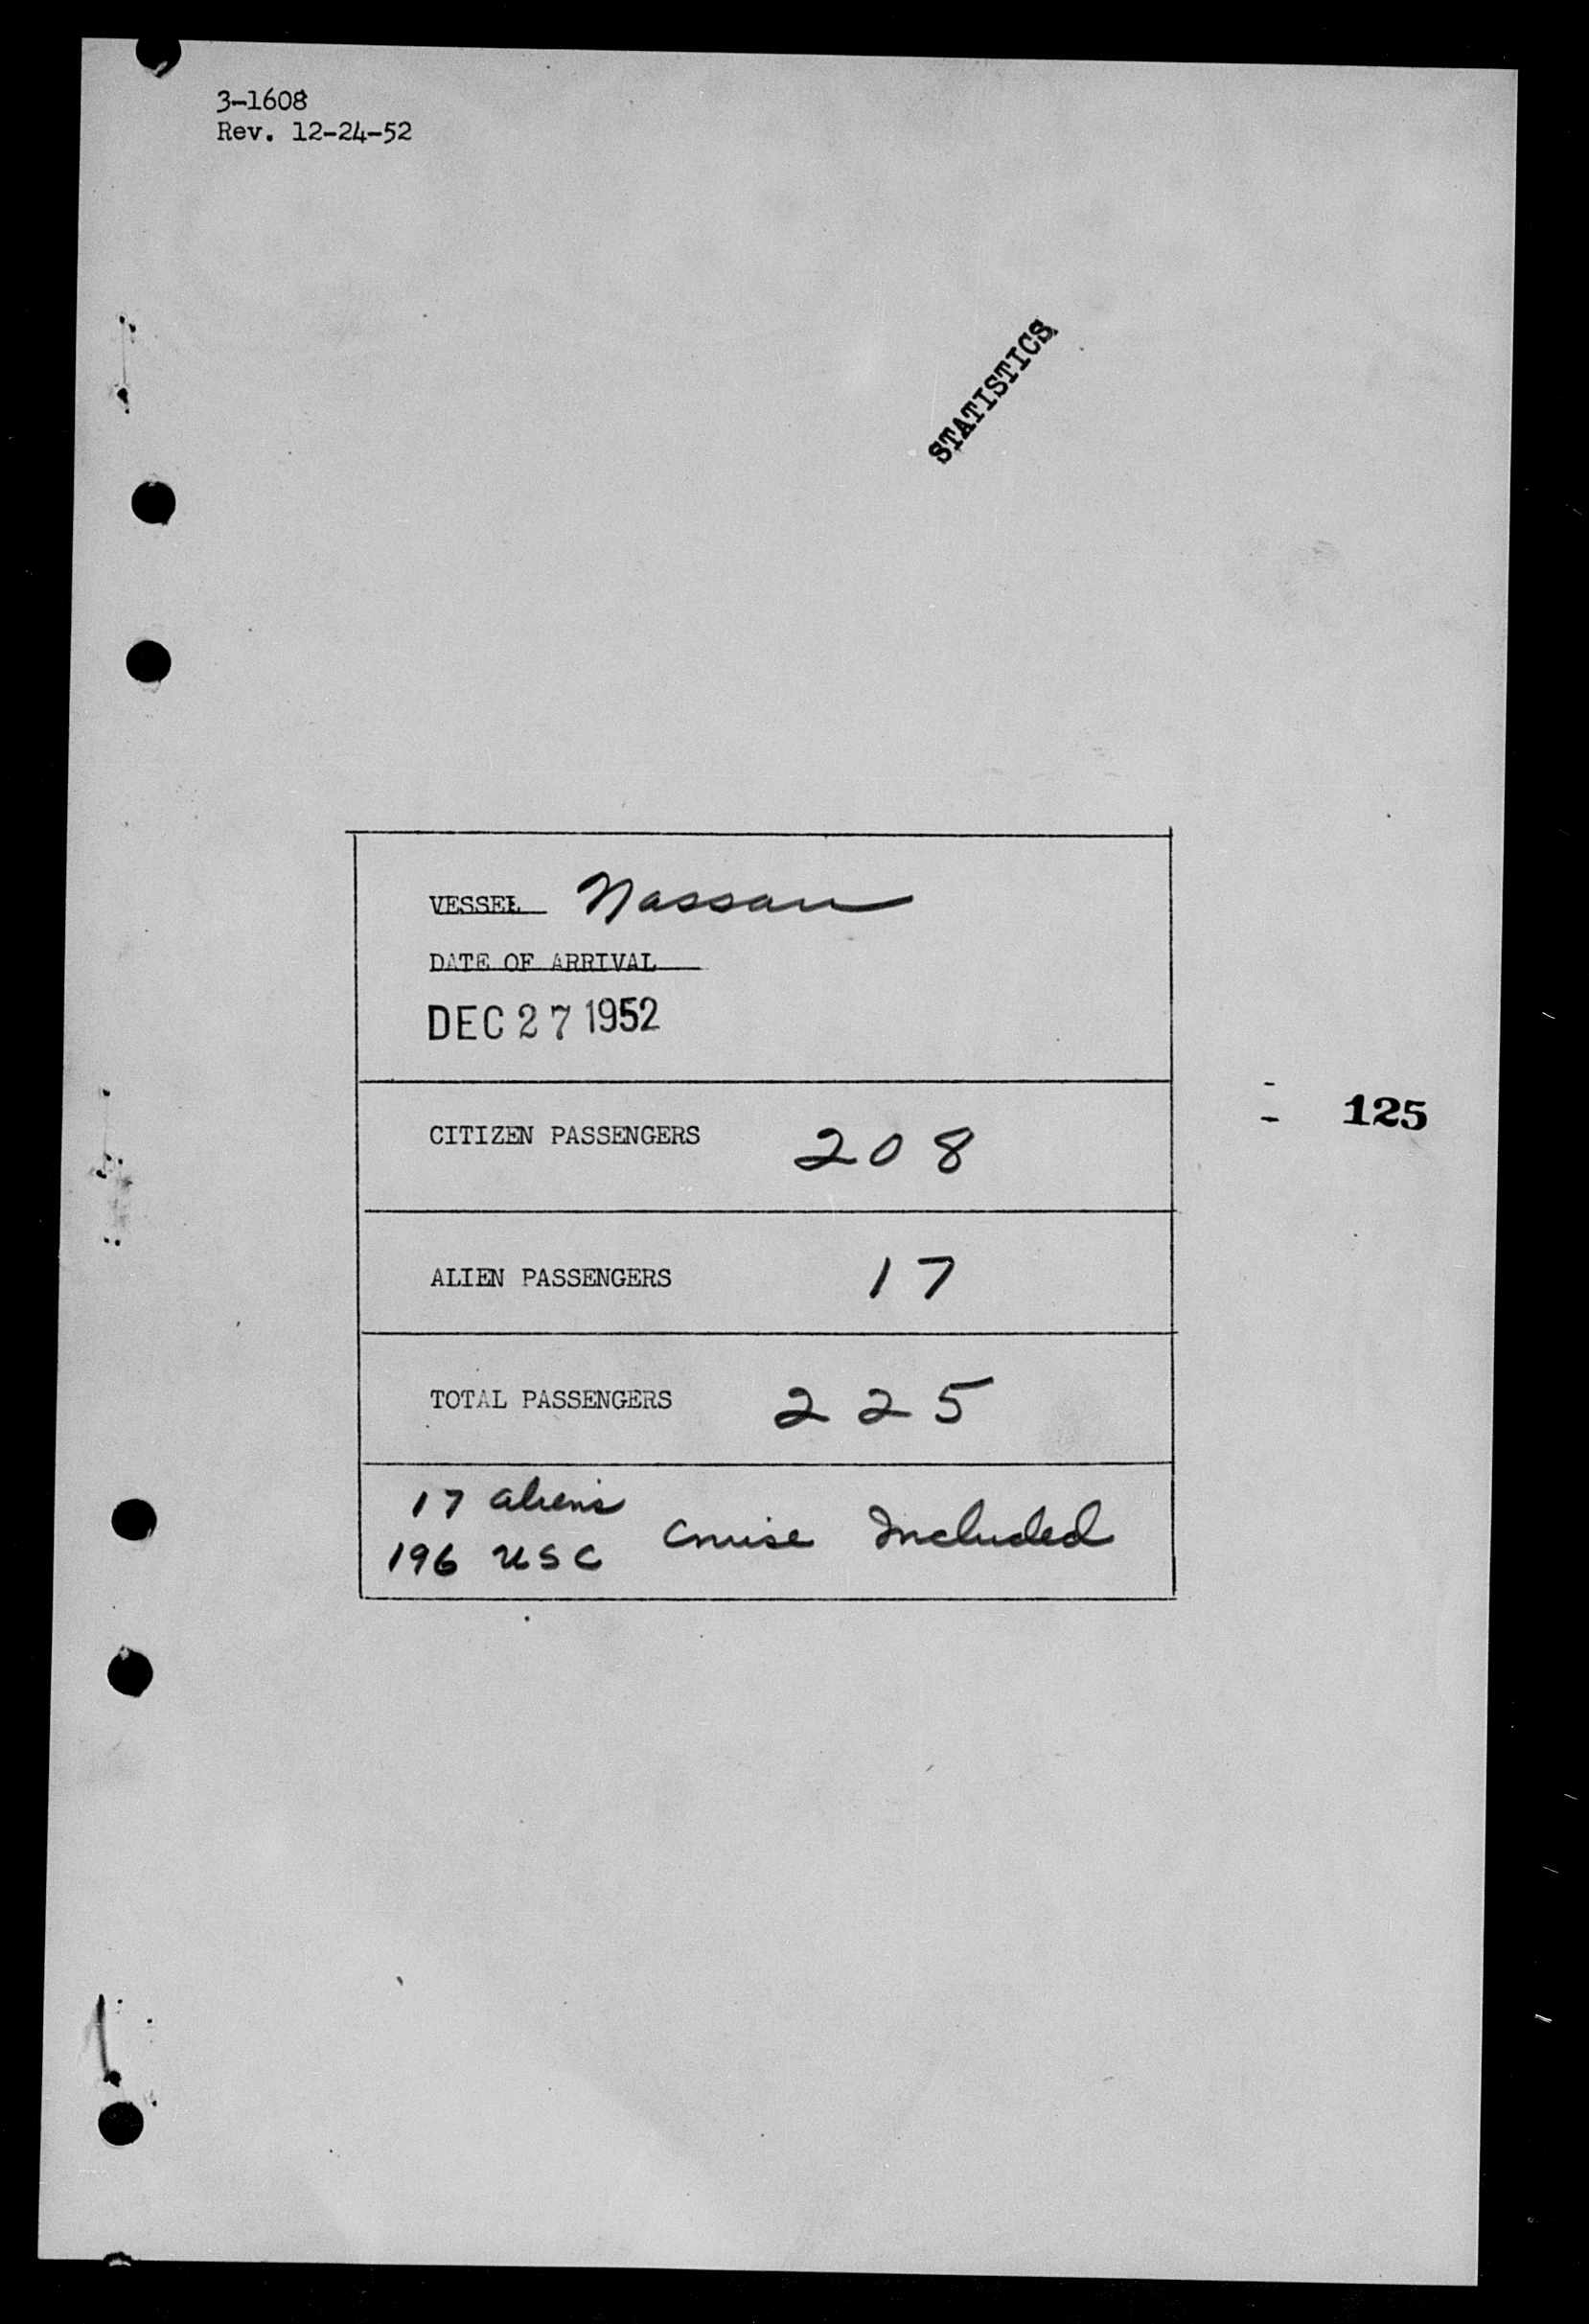 3-1608
Rev. 12-24-52
STATISTICS
VESSEL Nassau
DATE OF ARRIVAL
DEC 27 1952
125
CITIZEN PASSENGERS 208
ALIEN PASSENGERS 17
TOTAL PASSENGERS 225
17 aliens
196 USC Cruise Included